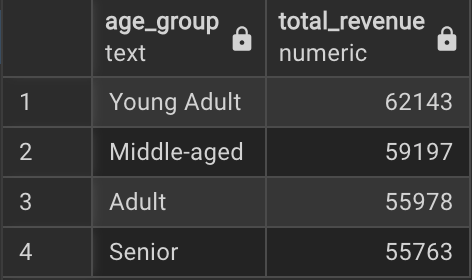 age_group total_revenue
text numeric
1 Young Adult 62143
2 Middle-aged 59197
3 Adult 55978
4 Senior 55763